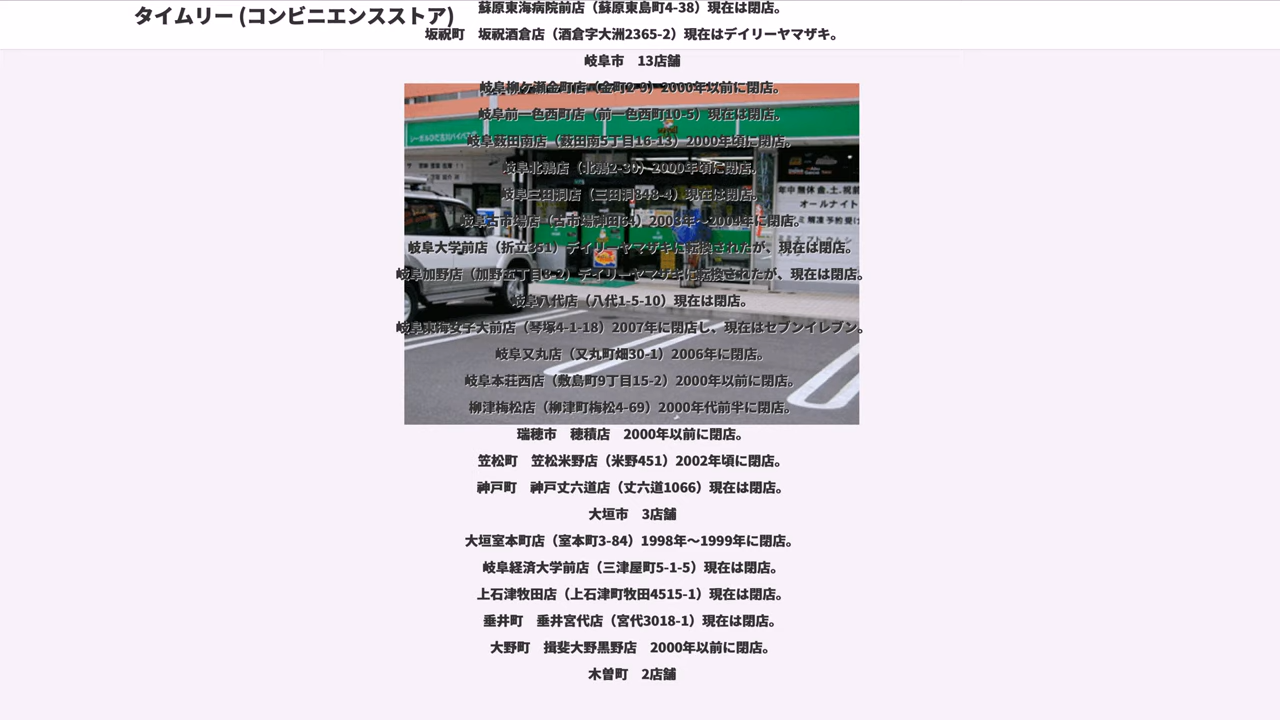 タイムリー (コンビニエンスストア)
蘇原東海病院前店（蘇原東島町4-38）現在は閉店。
坂祝町　坂祝酒倉店（酒倉字大洲2365-2）現在はデイリーヤマザキ。
岐阜市　13店舗
岐阜柳ケ瀬金町店（金町2-9）2000年以前に閉店。
岐阜前一色西町店（前一色西町10-5）現在は閉店。
岐阜薮田南店（薮田南5丁目16-13）2000年頃に閉店。
岐阜北鶉店（北鶉2-30）2000年頃に閉店。
岐阜三田洞店（三田洞848-4）現在は閉店。
岐阜古市場店（古市場神田64）2003年～2004年に閉店。
岐阜大学前店（折立351）デイリーヤマザキに転換されたが、現在は閉店。
岐阜加野店（加野五丁目3-2）デイリーヤマザキに転換されたが、現在は閉店。
岐阜八代店（八代1-5-10）現在は閉店。
岐阜東海女子大前店（琴塚4-1-18）2007年に閉店し、現在はセブンイレブン。
岐阜又丸店（又丸町畑30-1）2006年に閉店。
岐阜本荘西店（敷島町9丁目15-2）2000年以前に閉店。
柳津梅松店（柳津町梅松4-69）2000年代前半に閉店。
瑞穂市　穂積店　2000年以前に閉店。
笠松町　笠松米野店（米野451）2002年頃に閉店。
神戸町　神戸丈六道店（丈六道1066）現在は閉店。
大垣市　3店舗
大垣室本町店（室本町3-84）1998年～1999年に閉店。
岐阜経済大学前店（三津屋町5-1-5）現在は閉店。
上石津牧田店（上石津町牧田4515-1）現在は閉店。
垂井町　垂井宮代店（宮代3018-1）現在は閉店。
大野町　揖斐大野黒野店　2000年以前に閉店。
木曽町　2店舗